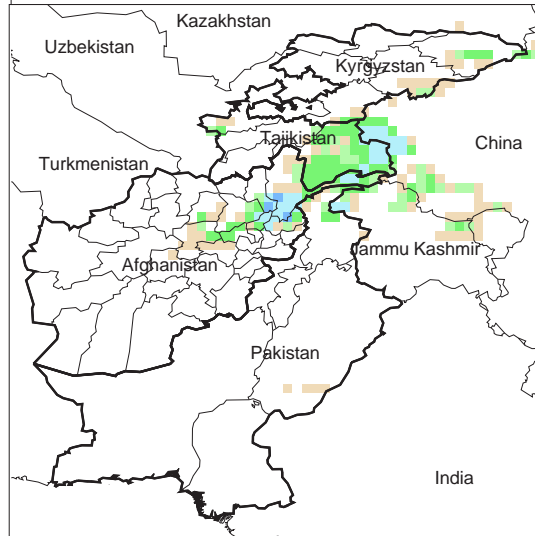 Kazakhstan
Uzbekistan
Kyrgyzstan
Tajikistan
China
Turkmenistan
Jammu Kashmir
Afghanistan
Pakistan
India